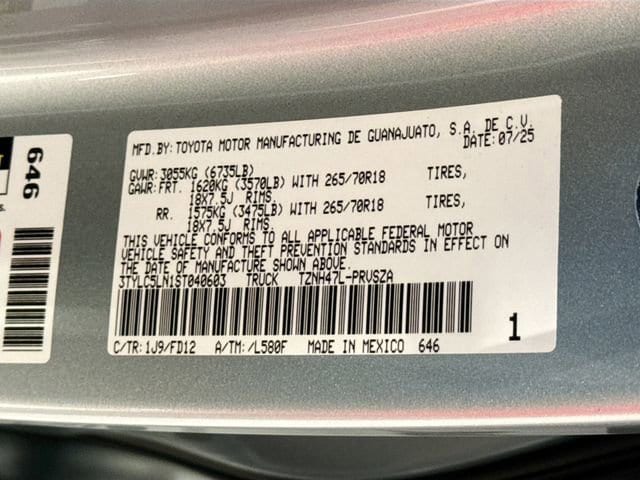 646
s.
MFD.BY: TOYOTA MOTOR MANUFACTURING DE GUANAJUATO, S.A. DE C.V.
DATE: 07/25
GVWR: 3055KG (6735LB)
GAWR: FRT. 1620KG (3570LB) WITH 265/70R18 TIRES,
18X7.5J RIMS.
RR. 1575KG (3475LB) WITH 265/70R18 TIRES,
18X7.5J RIMS.
THIS VEHICLE CONFORMS TO ALL APPLICABLE FEDERAL MOTOR
VEHICLE SAFETY AND THEFT PREVENTION STANDARDS IN EFFECT ON
THE DATE OF MANUFACTURE SHOWN ABOVE.
3TYLC5LN1ST040603 TRUCK TZNH47L-PRVSZA
1
C/TR: 1J9/FD12 A/TM: /L580F MADE IN MEXICO 646